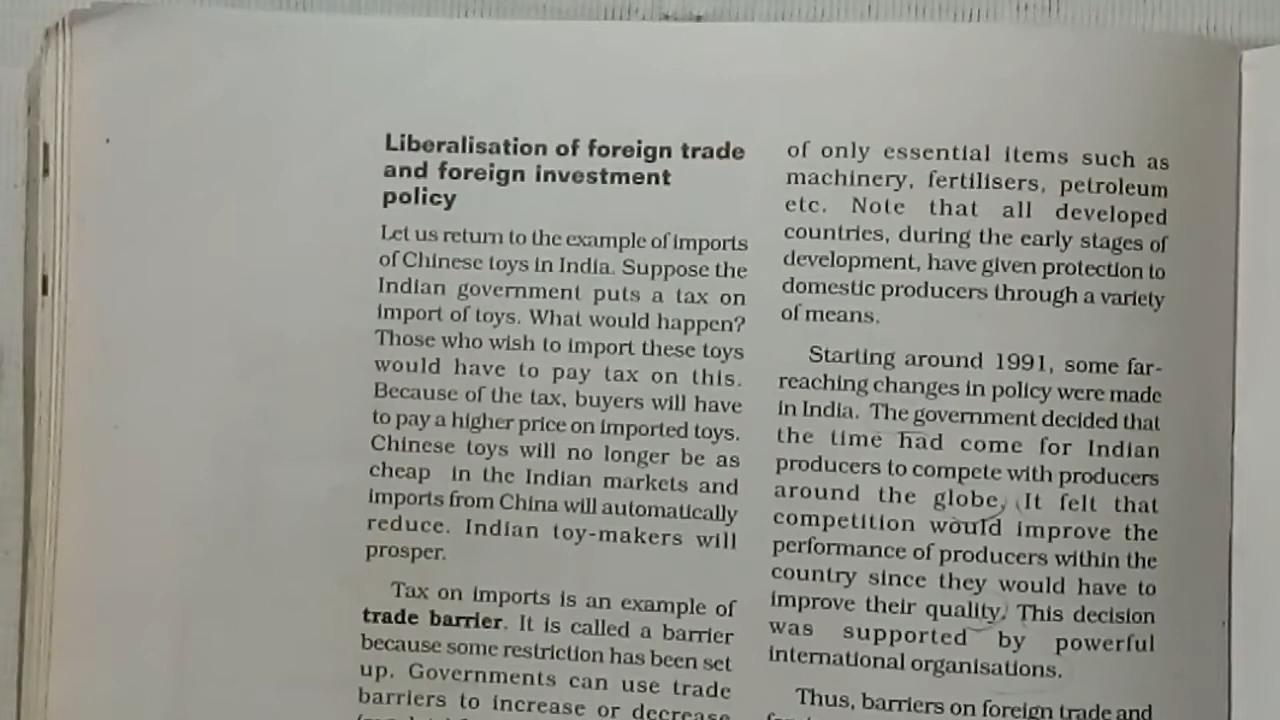 Liberalisation of foreign trade
and foreign investment
policy
Let us return to the example of imports
of Chinese toys in India. Suppose the
Indian government puts a tax on
import of toys. What would happen?
Those who wish to import these toys
would have to pay tax on this.
Because of the tax, buyers will have
to pay a higher price on imported toys.
Chinese toys will no longer be as
cheap in the Indian markets and
imports from China will automatically
reduce. Indian toy-makers will
prosper.
Tax on imports is an example of
trade barrier. It is called a barrier
because some restriction has been set
up. Governments can use trade
barriers to increase or decrease
of only essential items such as
machinery, fertilisers, petroleum
etc. Note that all developed
countries, during the early stages of
development, have given protection to
domestic producers through a variety
of means.
Starting around 1991, some far-
reaching changes in policy were made
in India. The government decided that
the time had come for Indian
producers to compete with producers
around the globe. It felt that
competition would improve the
performance of producers within the
country since they would have to
improve their quality. This decision
was supported by powerful
international organisations.
Thus, barriers on foreign trade and